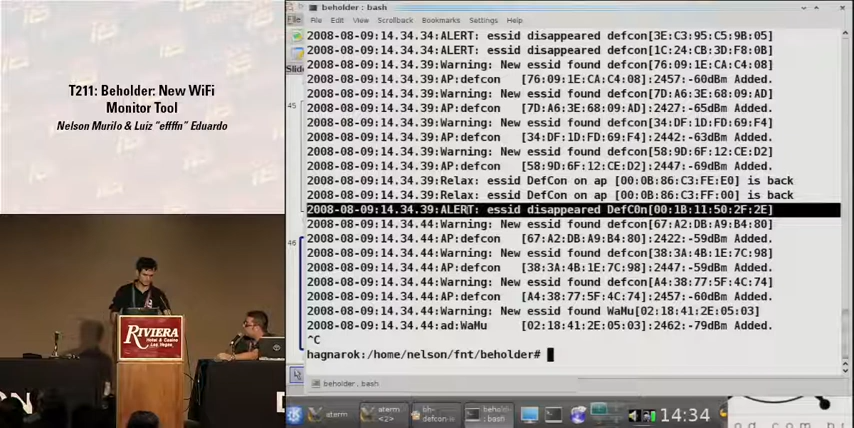 T211: Beholder: New WiFi
Monitor Tool
Nelson Murilo & Luiz "effffn" Eduardo
RIVIERA
Hotel & Casino
Las Vegas
beholder : bash
File
File Edit View Scrollback Bookmarks Settings Help
45
46
2008-08-09:14.34.34:ALERT: essid disappeared defcon[3E:C3:95:C5:9B:05]
2008-08-09:14.34.34:ALERT: essid disappeared defcon[1C:24:CB:3D:F8:0B]
2008-08-09:14.34.39:Warning: New essid found defcon[76:09:1E:CA:C4:08]
2008-08-09:14.34.39:AP:defcon [76:09:1E:CA:C4:08]:2457:-60dBm Added.
2008-08-09:14.34.39:Warning: New essid found defcon[7D:A6:3E:68:09:AD]
2008-08-09:14.34.39:AP:defcon [7D:A6:3E:68:09:AD]:2427:-65dBm Added.
2008-08-09:14.34.39:Warning: New essid found defcon[34:DF:1D:FD:69:F4]
2008-08-09:14.34.39:AP:defcon [34:DF:1D:FD:69:F4]:2442:-63dBm Added.
2008-08-09:14.34.39:Warning: New essid found defcon[58:9D:6F:12:CE:D2]
2008-08-09:14.34.39:AP:defcon [58:9D:6F:12:CE:D2]:2447:-69dBm Added.
2008-08-09:14.34.39:Relax: essid DefCon on ap [00:0B:86:C3:FE:E0] is back
2008-08-09:14.34.39:Relax: essid DefCon on ap [00:0B:86:C3:FF:00] is back
2008-08-09:14.34.39:ALERT: essid disappeared DefC0n[00:1B:11:50:2F:2E]
2008-08-09:14.34.44:Warning: New essid found defcon[67:A2:DB:A9:B4:80]
2008-08-09:14.34.44:AP:defcon [67:A2:DB:A9:B4:80]:2422:-59dBm Added.
2008-08-09:14.34.44:Warning: New essid found defcon[38:3A:4B:1E:7C:98]
2008-08-09:14.34.44:AP:defcon [38:3A:4B:1E:7C:98]:2447:-59dBm Added.
2008-08-09:14.34.44:Warning: New essid found defcon[A4:38:77:5F:4C:74]
2008-08-09:14.34.44:AP:defcon [A4:38:77:5F:4C:74]:2457:-60dBm Added.
2008-08-09:14.34.44:Warning: New essid found WaMu[02:18:41:2E:05:03]
2008-08-09:14.34.44:ad:WaMu [02:18:41:2E:05:03]:2462:-79dBm Added.
^C
hagnarok:/home/nelson/fnt/beholder#
beholder : bash
aterm
aterm
<2>
14:34